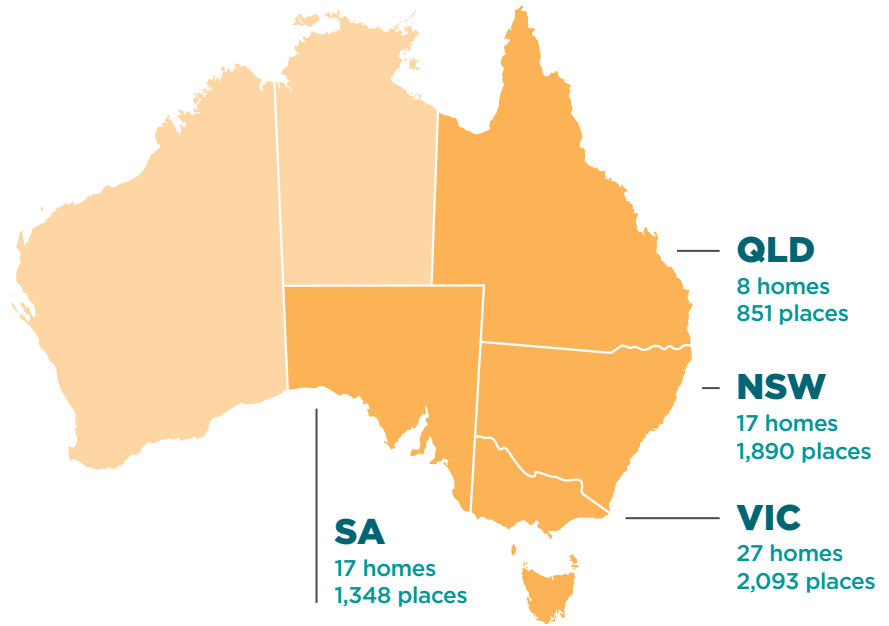 QLD
8 homes
851 places
NSW
17 homes
1,890 places
VIC
27 homes
2,093 places
SA
17 homes
1,348 places